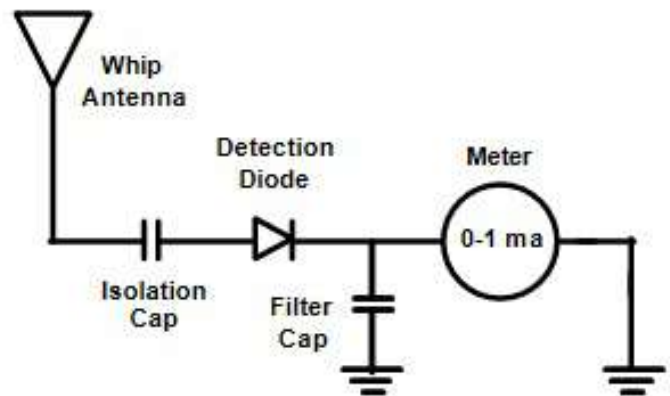 Whip
Antenna
Detection
Diode
Meter
0-1 ma
Isolation
Cap
Filter
Cap